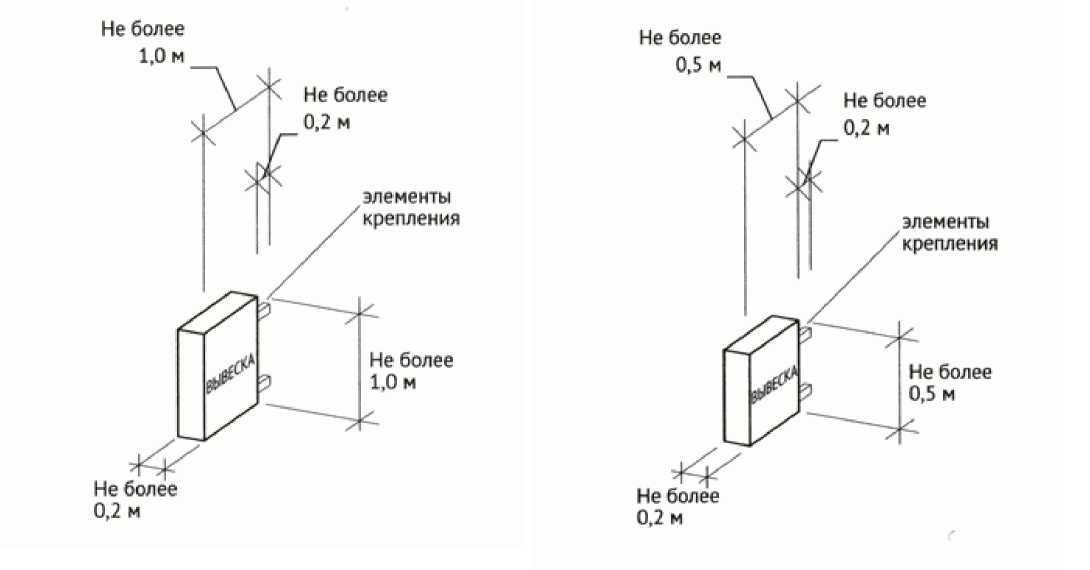 Не более
1,0 м
Не более
0,2 м
элементы
крепления
ВЫВЕСКА
Не более
1,0 м
Не более
0,2 м
Не более
0,5 м
Не более
0,2 м
элементы
крепления
ВЫВЕСКА
Не более
0,5 м
Не более
0,2 м